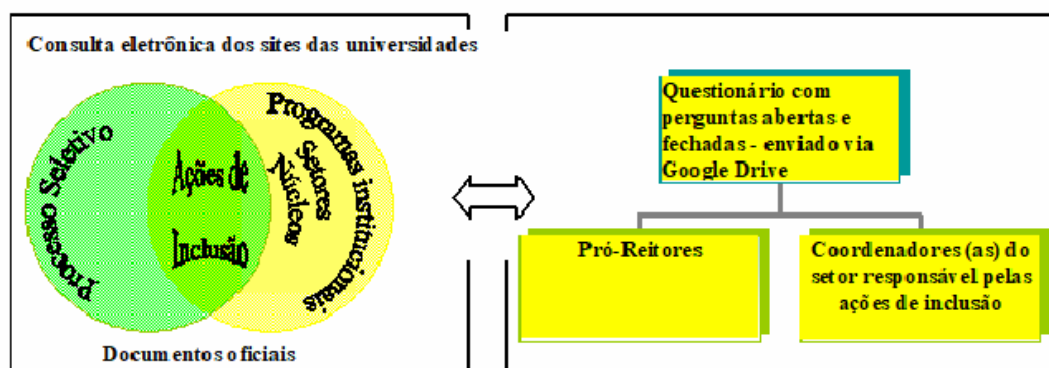 Consulta eletrônica dos sites das universidades
Processo Seletivo
Ações de
Inclusão
Programas institucionais
Setores
Núcleos
Documentos oficiais
Questionário com
perguntas abertas e
fechadas - enviado via
Google Drive
Pró-Reitores
Coordenadores (as) do
setor responsável pelas
ações de inclusão